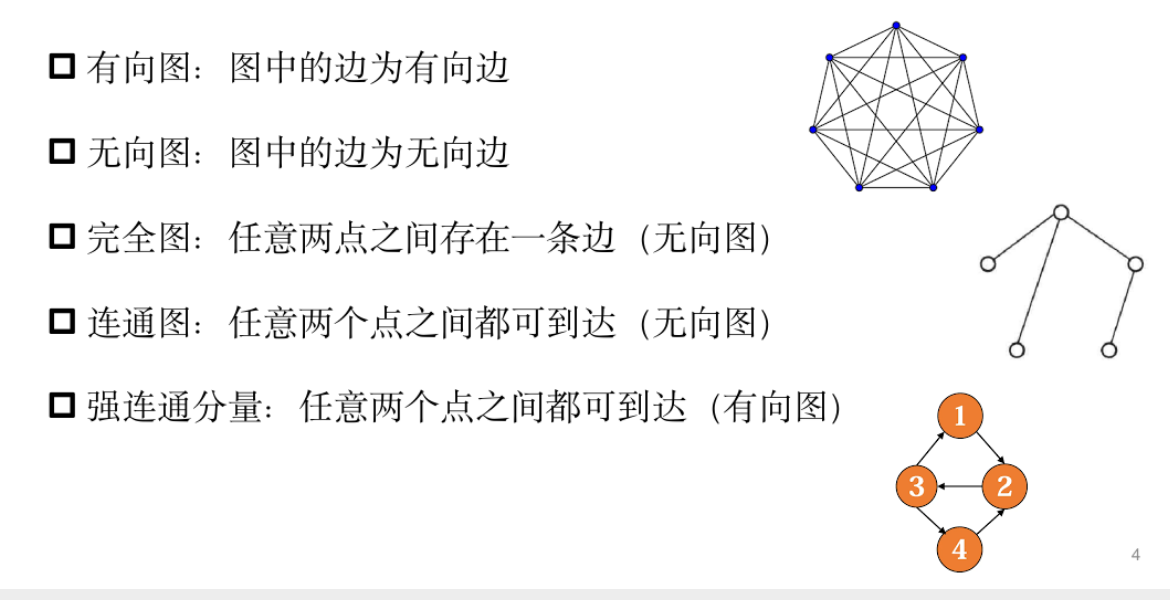 有向图：图中的边为有向边
无向图：图中的边为无向边
完全图：任意两点之间存在一条边（无向图）
连通图：任意两个点之间都可到达（无向图）
强连通分量：任意两个点之间都可到达（有向图）
1
3
2
4
4